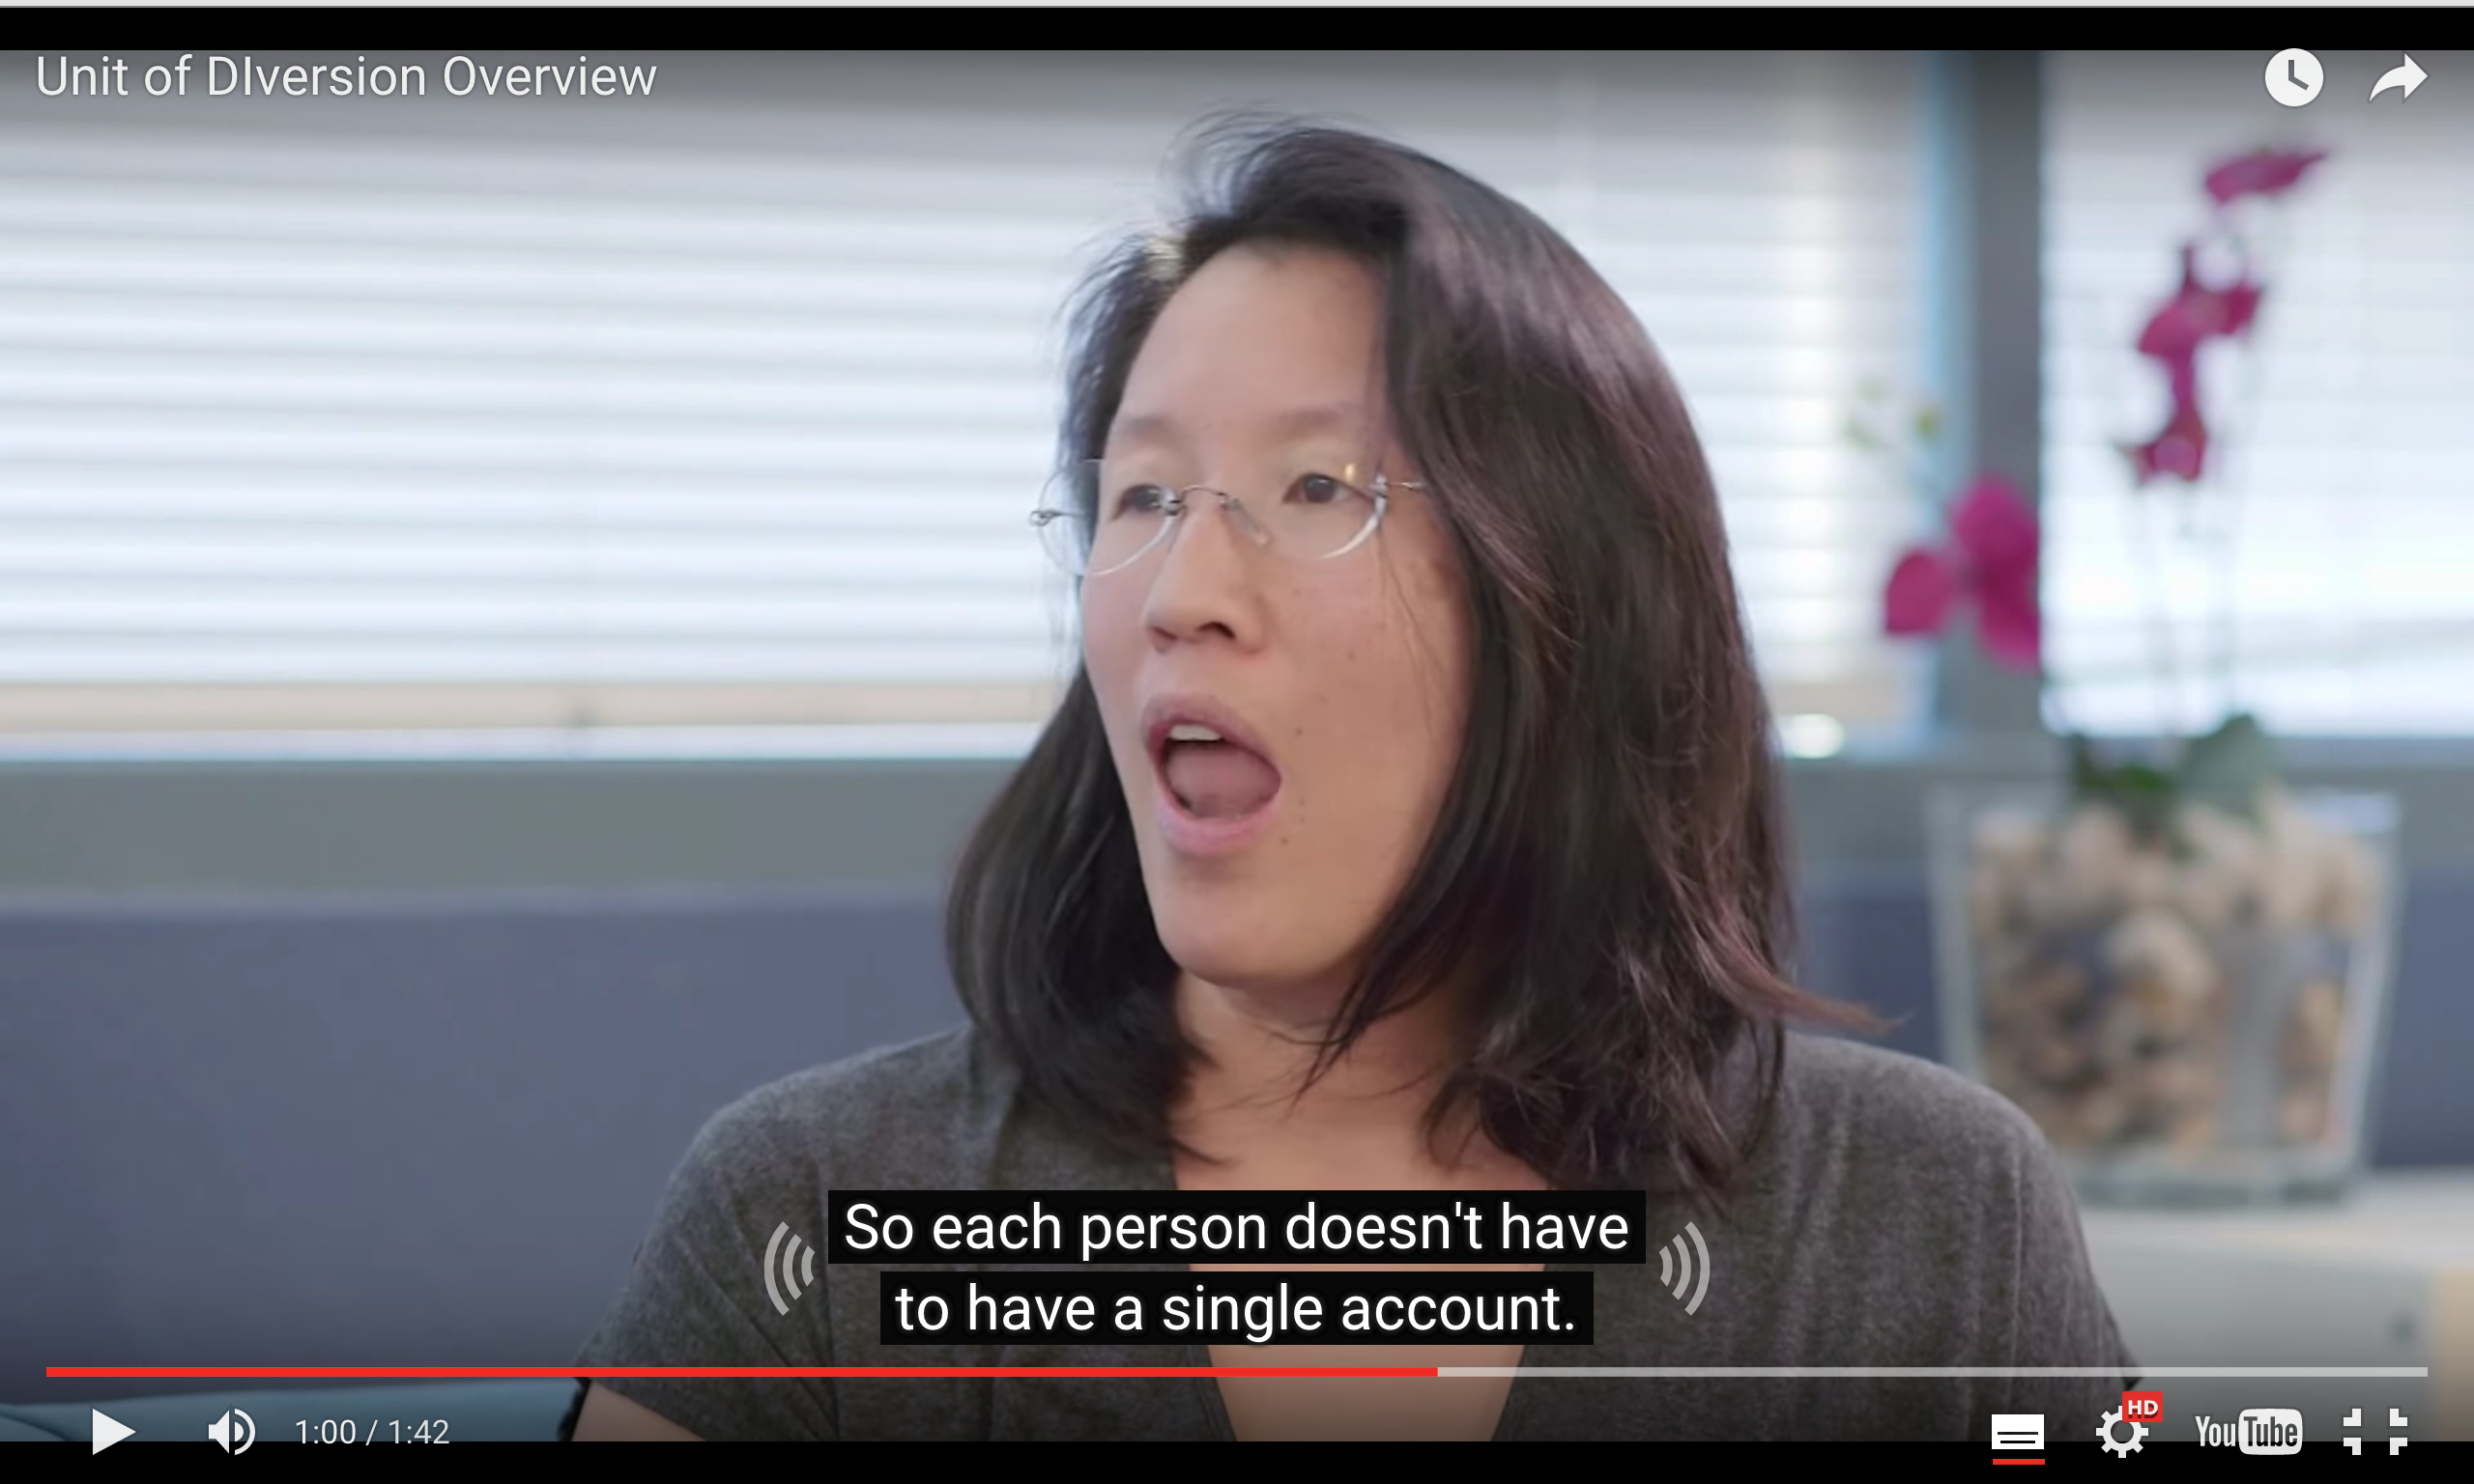 Unit of DIversion Overview
So each person doesn't have
to have a single account.
1:00 / 1:42
HD
YouTube